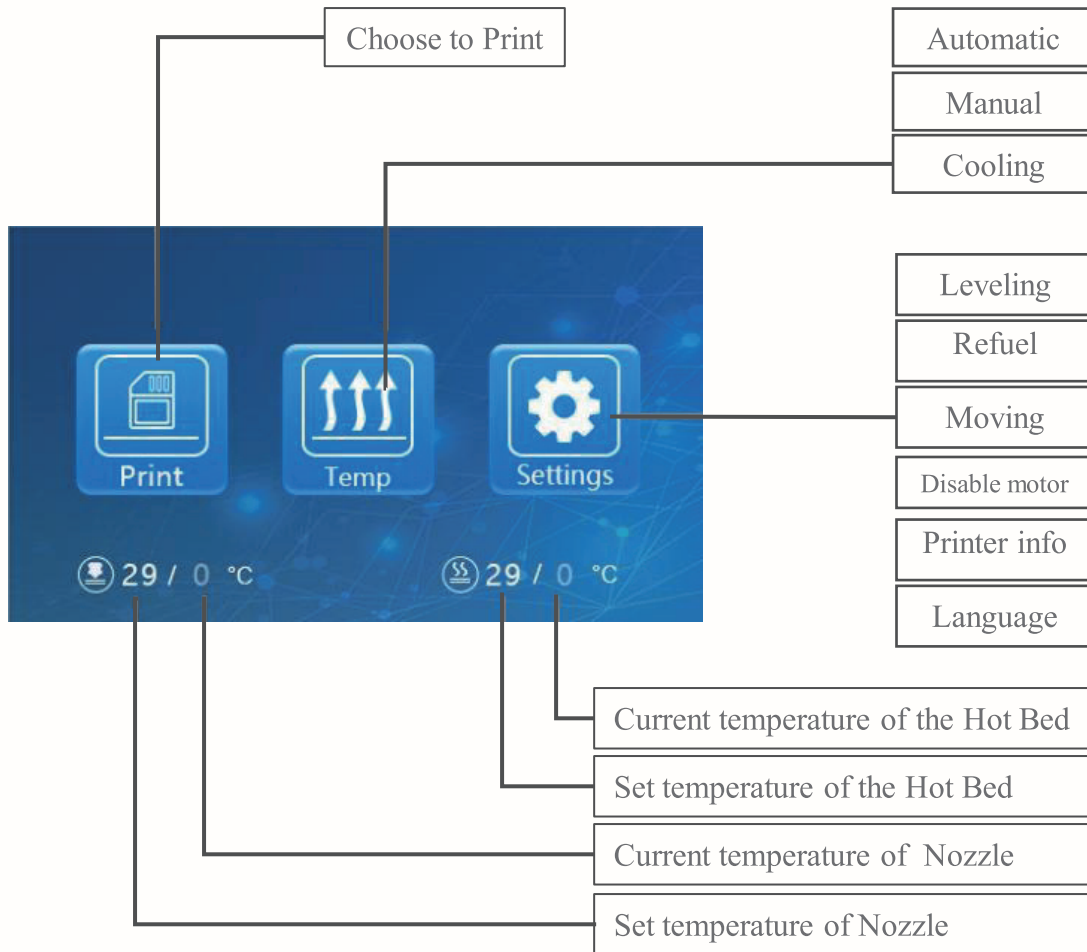 Choose to Print
Automatic
Manual
Cooling
Leveling
Refuel
Moving
Disable motor
Printer info
Language
Print
Temp
Settings
29 / 0 °C
29 / 0 °C
Current temperature of the Hot Bed
Set temperature of the Hot Bed
Current temperature of Nozzle
Set temperature of Nozzle